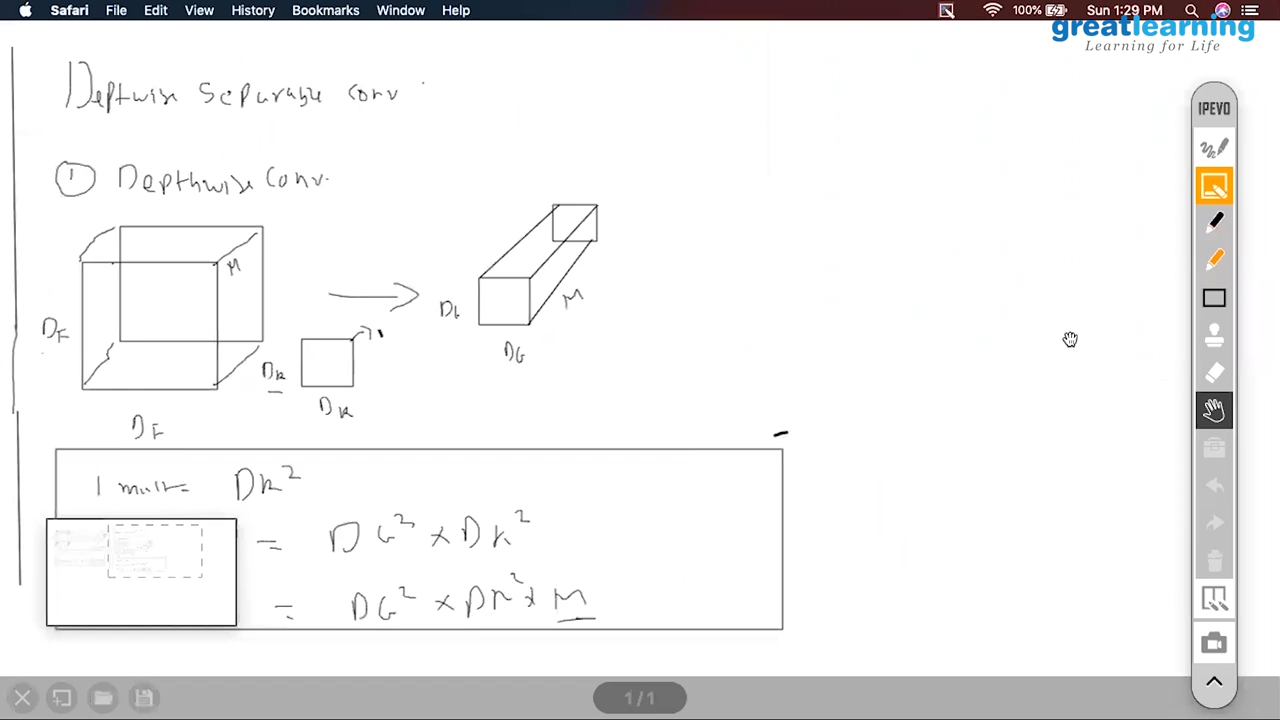 Safari File Edit View History Bookmarks Window Help 100% Sun 1:29 PM
greatlearning
Learning for Life
IPEVO
Deptwise Separable conv
1 Depthwise Conv.
M
DF
DF
DK
DK
1
DG
DG
M
1 mult = DK²
= DG² × DK²
= DG² × DK² × M
1/1